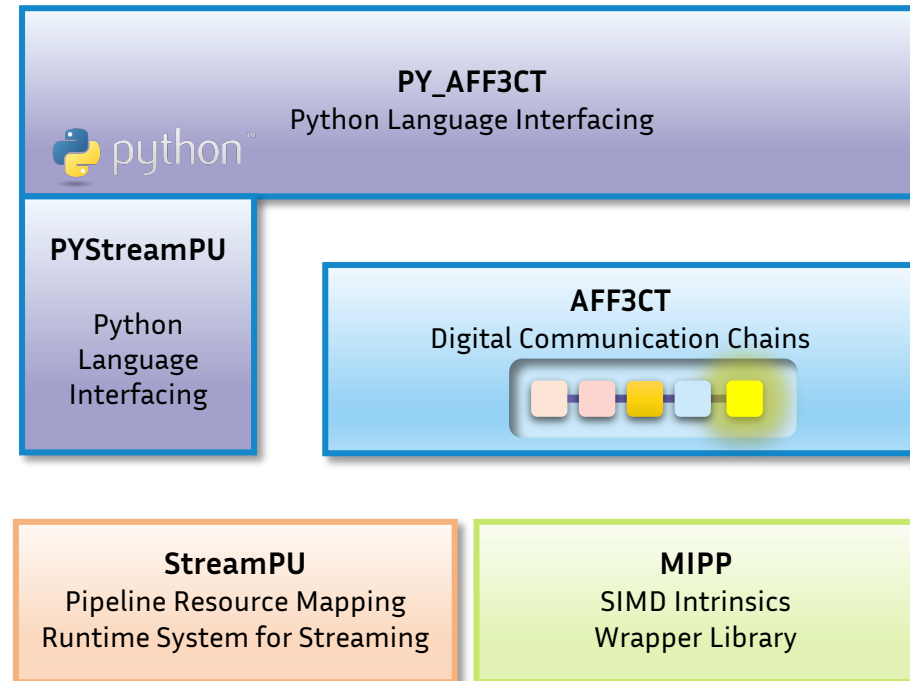 PY_AFF3CT
Python Language Interfacing
python
PYStreamPU
Python
Language
Interfacing
AFF3CT
Digital Communication Chains
StreamPU
Pipeline Resource Mapping
Runtime System for Streaming
MIPP
SIMD Intrinsics
Wrapper Library